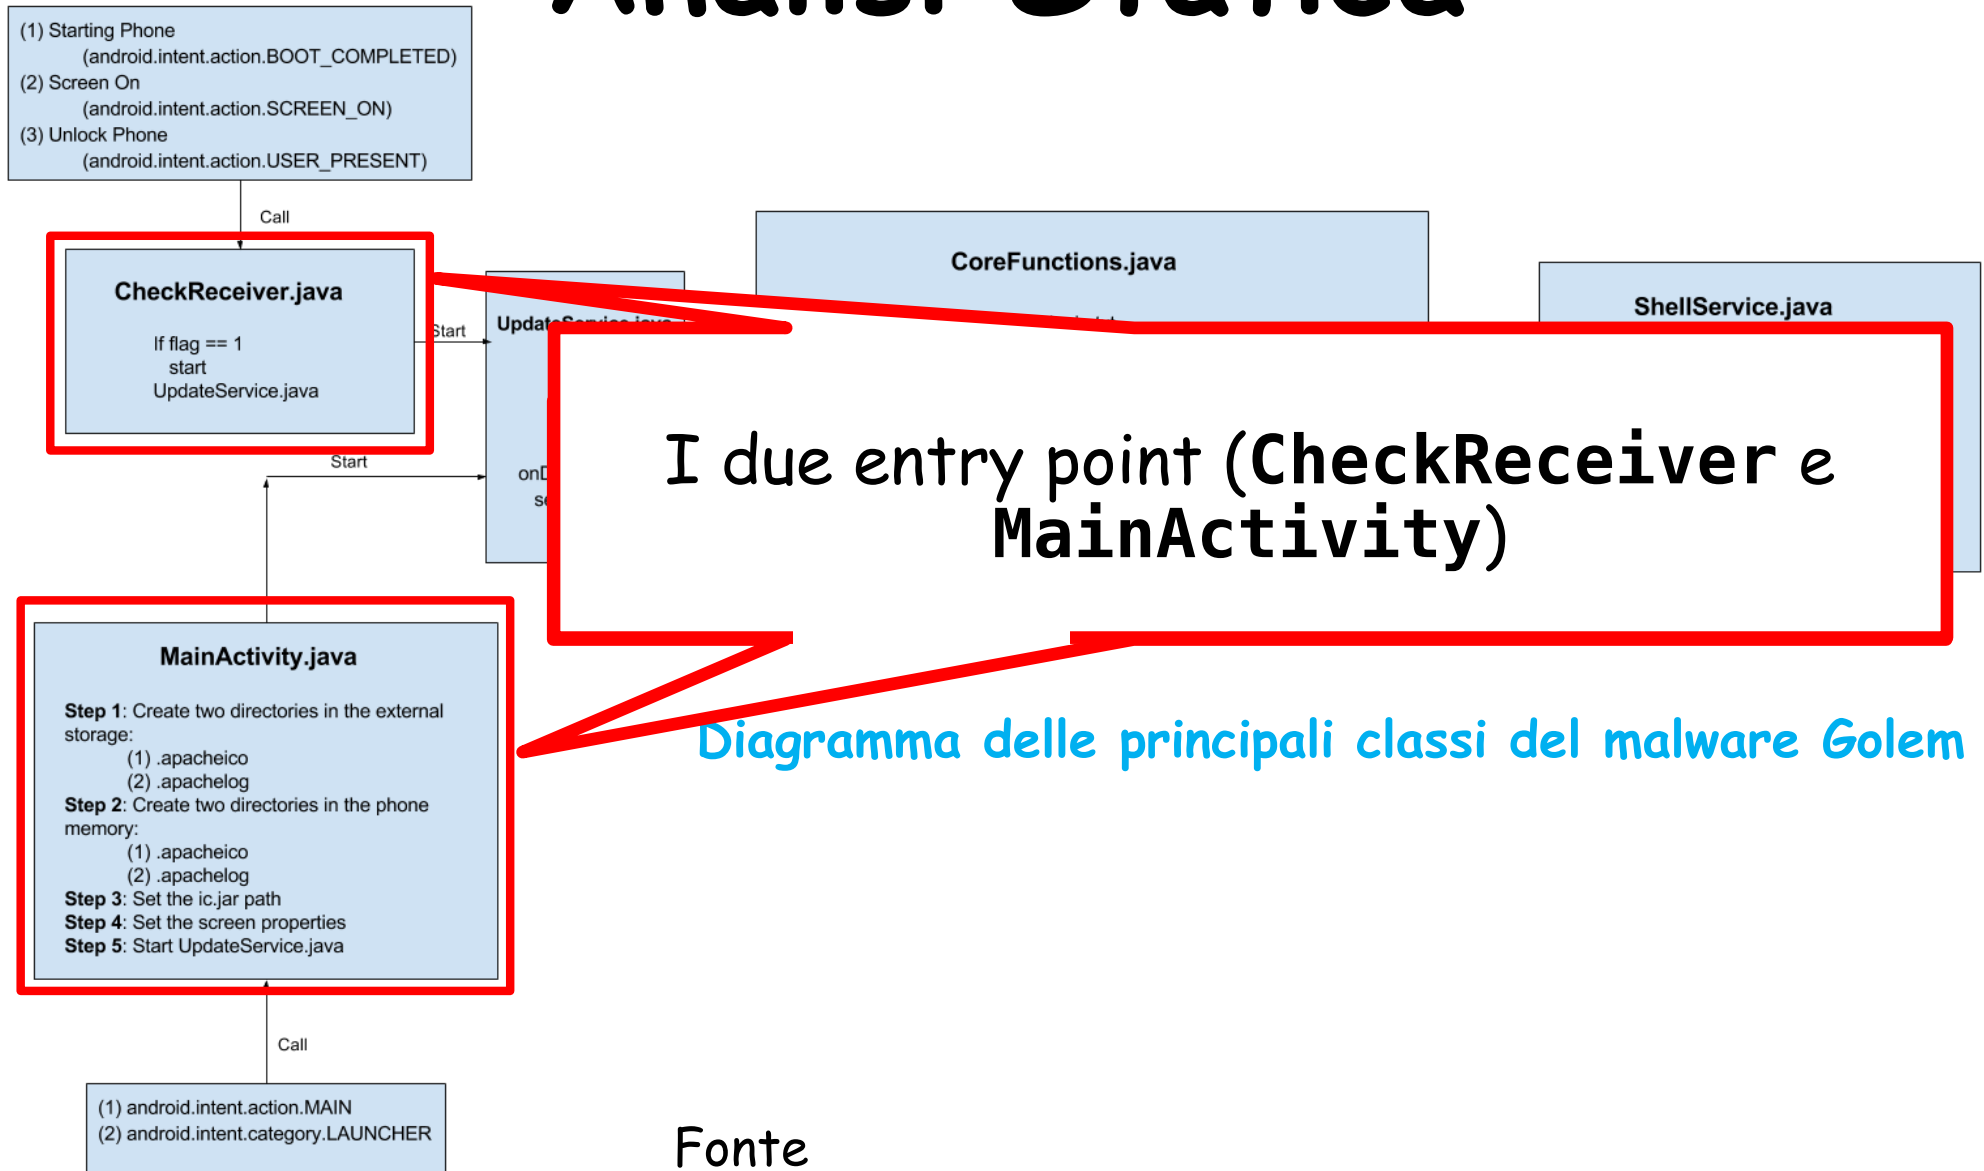 Analisi Statica
(1) Starting Phone
(android.intent.action.BOOT_COMPLETED)
(2) Screen On
(android.intent.action.SCREEN_ON)
(3) Unlock Phone
(android.intent.action.USER_PRESENT)
Call
CheckReceiver.java
If flag == 1
start
UpdateService.java
Start
UpdateService.java
CoreFunctions.java
ShellService.java
I due entry point (CheckReceiver e
MainActivity)
Start
MainActivity.java
Step 1: Create two directories in the external
storage:
(1) .apacheico
(2) .apachelog
Step 2: Create two directories in the phone
memory:
(1) .apacheico
(2) .apachelog
Step 3: Set the ic.jar path
Step 4: Set the screen properties
Step 5: Start UpdateService.java
Diagramma delle principali classi del malware Golem
Call
(1) android.intent.action.MAIN
(2) android.intent.category.LAUNCHER
Fonte